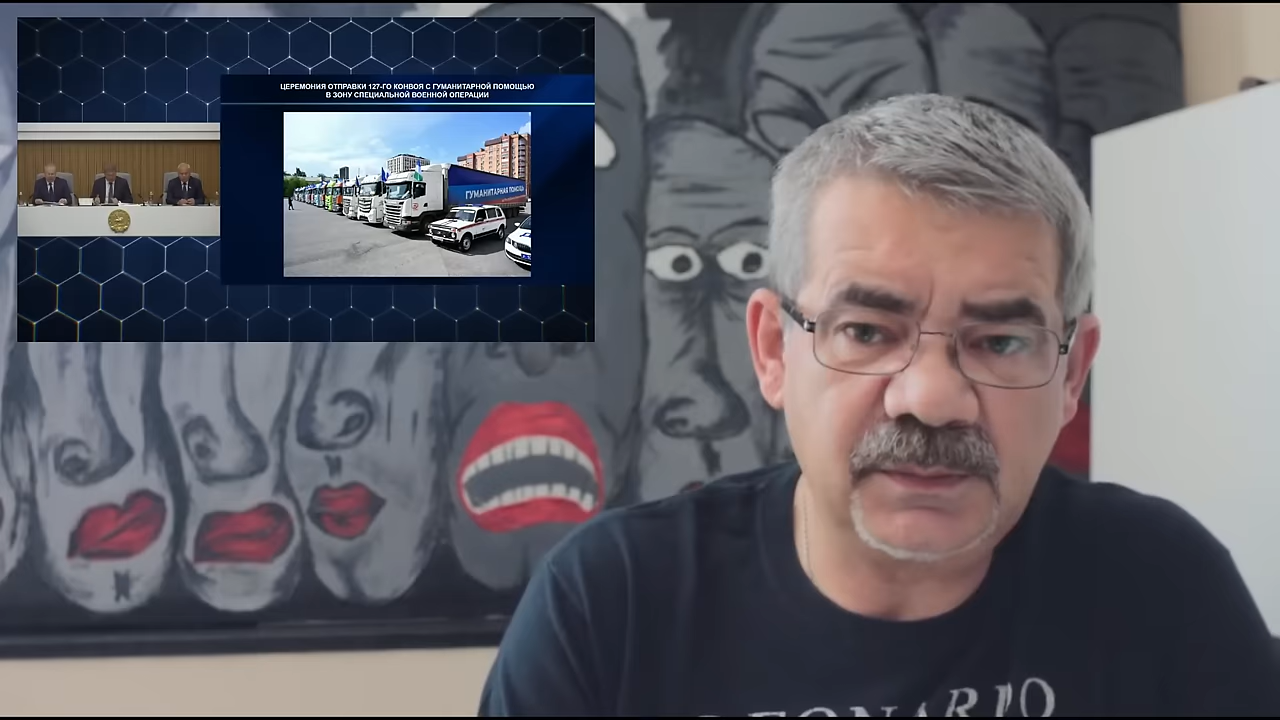 ЦЕРЕМОНИЯ ОТПРАВКИ 127-ГО КОНВОЯ С ГУМАНИТАРНОЙ ПОМОЩЬЮ
В ЗОНУ СПЕЦИАЛЬНОЙ ВОЕННОЙ ОПЕРАЦИИ
ГУМАНИТАРНАЯ ПОМОЩЬ